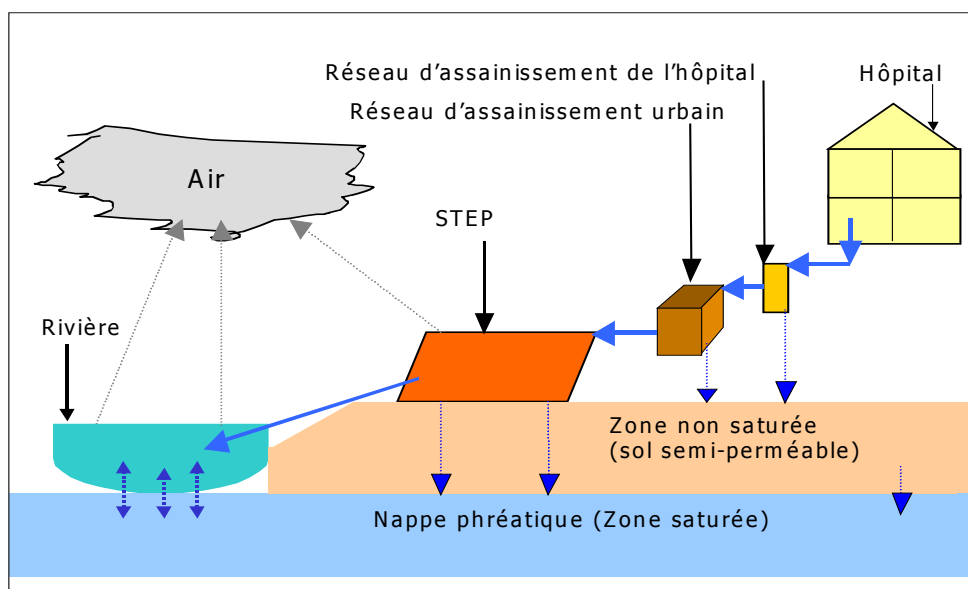 Réseau d'assainissement de l'hôpital
Hôpital
Réseau d'assainissement urbain
Air
STEP
Rivière
Zone non saturée
(sol semi-perméable)
Nappe phréatique (Zone saturée)